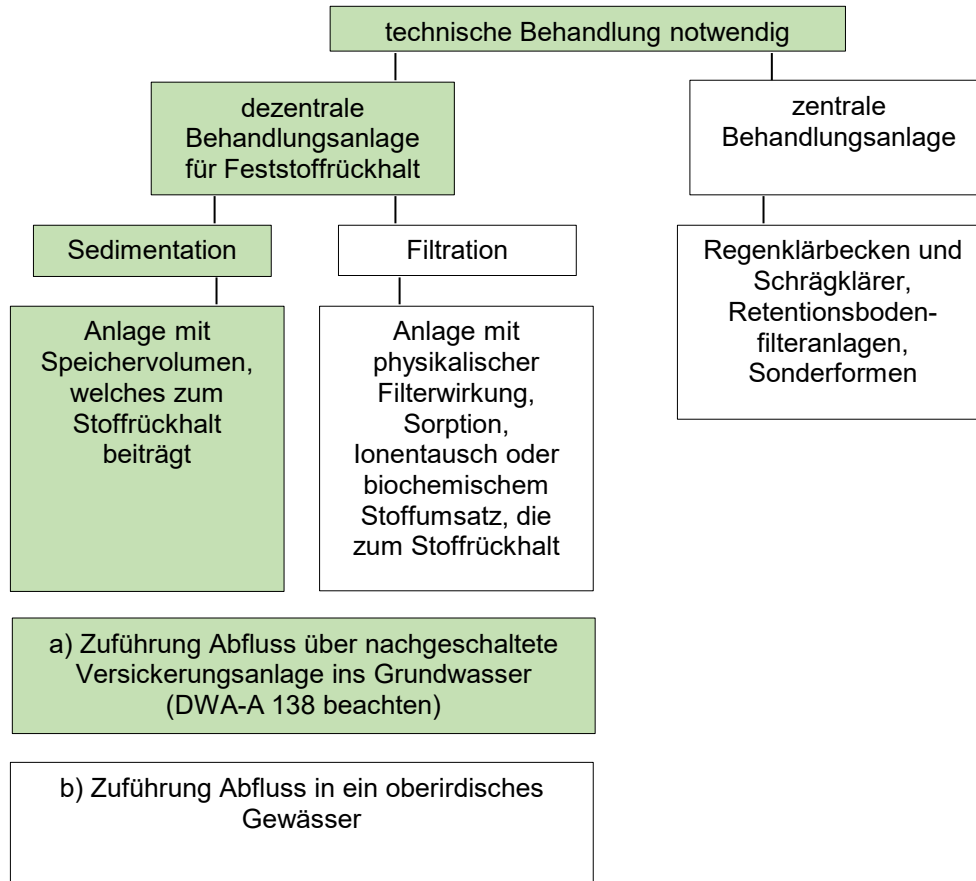 technische Behandlung notwendig
dezentrale
Behandlungsanlage
für Feststoffrückhalt
zentrale
Behandlungsanlage
Sedimentation
Filtration
Regenklärbecken und
Schrägklärer,
Retentionsboden-
filteranlagen,
Sonderformen
Anlage mit
Speichervolumen,
welches zum
Stoffrückhalt
beiträgt
Anlage mit
physikalischer
Filterwirkung,
Sorption,
Ionentausch oder
biochemischem
Stoffumsatz, die
zum Stoffrückhalt
a) Zuführung Abfluss über nachgeschaltete
Versickerungsanlage ins Grundwasser
(DWA-A 138 beachten)
b) Zuführung Abfluss in ein oberirdisches
Gewässer